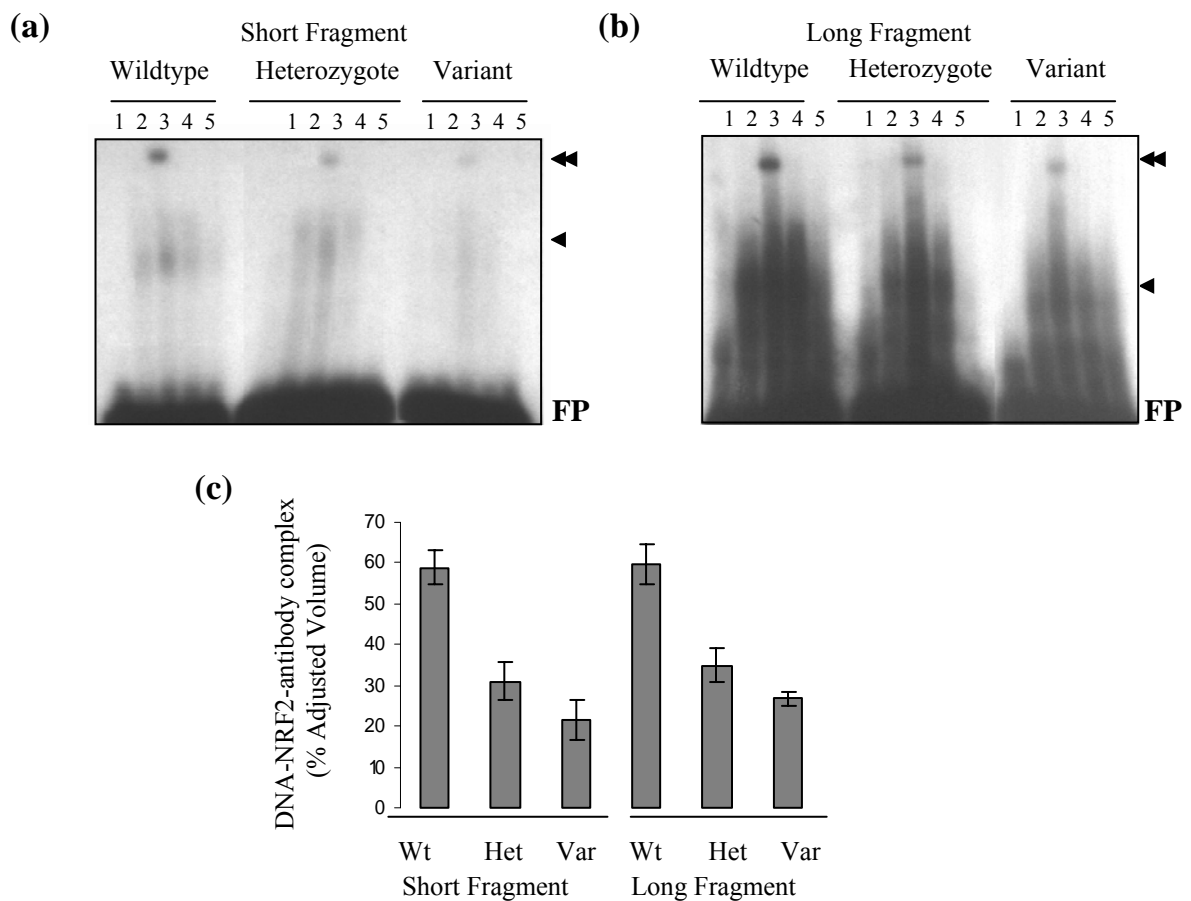 (a)
Short Fragment
Wildtype Heterozygote Variant
1 2 3 4 5 1 2 3 4 5 1 2 3 4 5
FP
(b)
Long Fragment
Wildtype Heterozygote Variant
1 2 3 4 5 1 2 3 4 5 1 2 3 4 5
FP
(c)
DNA-NRF2-antibody complex
(% Adjusted Volume)
70
60
50
40
30
20
10
0
Wt Het Var Wt Het Var
Short Fragment Long Fragment